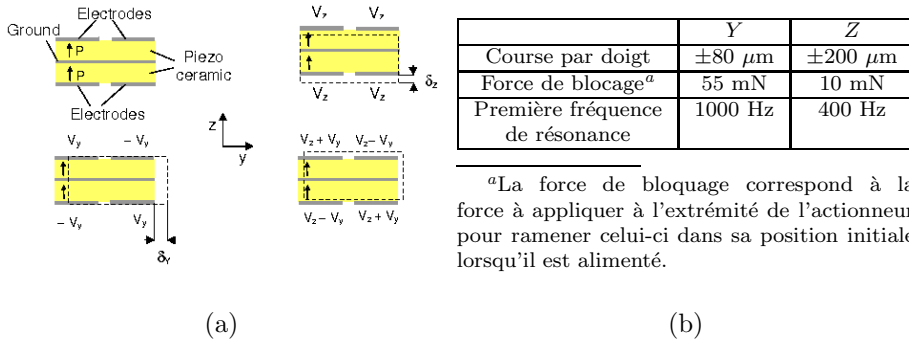 Electrodes
Ground
P
P
Piezo
ceramic
Electrodes
V_z V_z
V_z V_z
δ_z
z
y
V_y - V_y
- V_y V_y
δ_Y
V_z + V_y V_z - V_y
V_z - V_y V_z + V_y
(a)
Y Z
Course par doigt ±80 μm ±200 μm
Force de blocage^a 55 mN 10 mN
Première fréquence 1000 Hz 400 Hz
de résonance
^aLa force de bloquage correspond à la
force à appliquer à l'extrémité de l'actionneur
pour ramener celui-ci dans sa position initiale
lorsqu'il est alimenté.
(b)